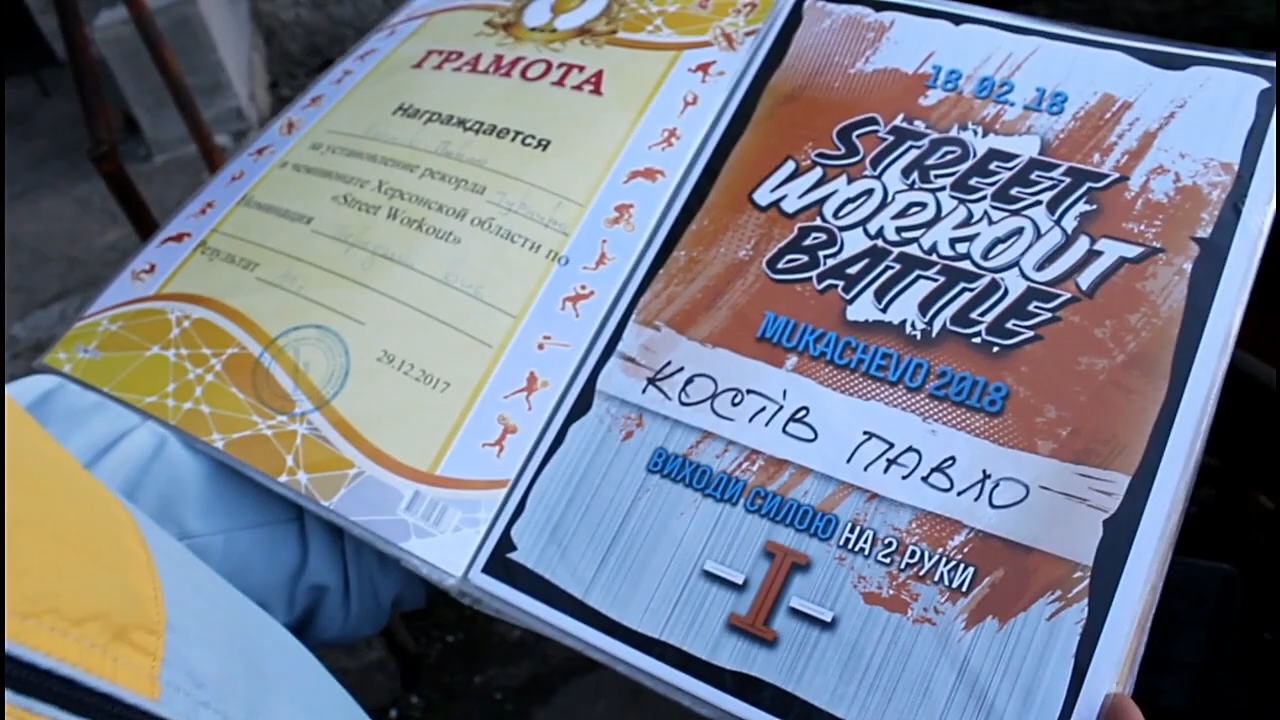 ГРАМОТА
Награждается
за установление рекорда
в чемпионате Херсонской области по
«Street Workout»
Номинация
Результат
29.12.2017
18.02.18
STREET
WORKOUT
BATTLE
MUKACHEVO 2018
КОСТІВ ПАВЛО
ВИХОДИ СИЛОЮ НА 2 РУКИ
-I-